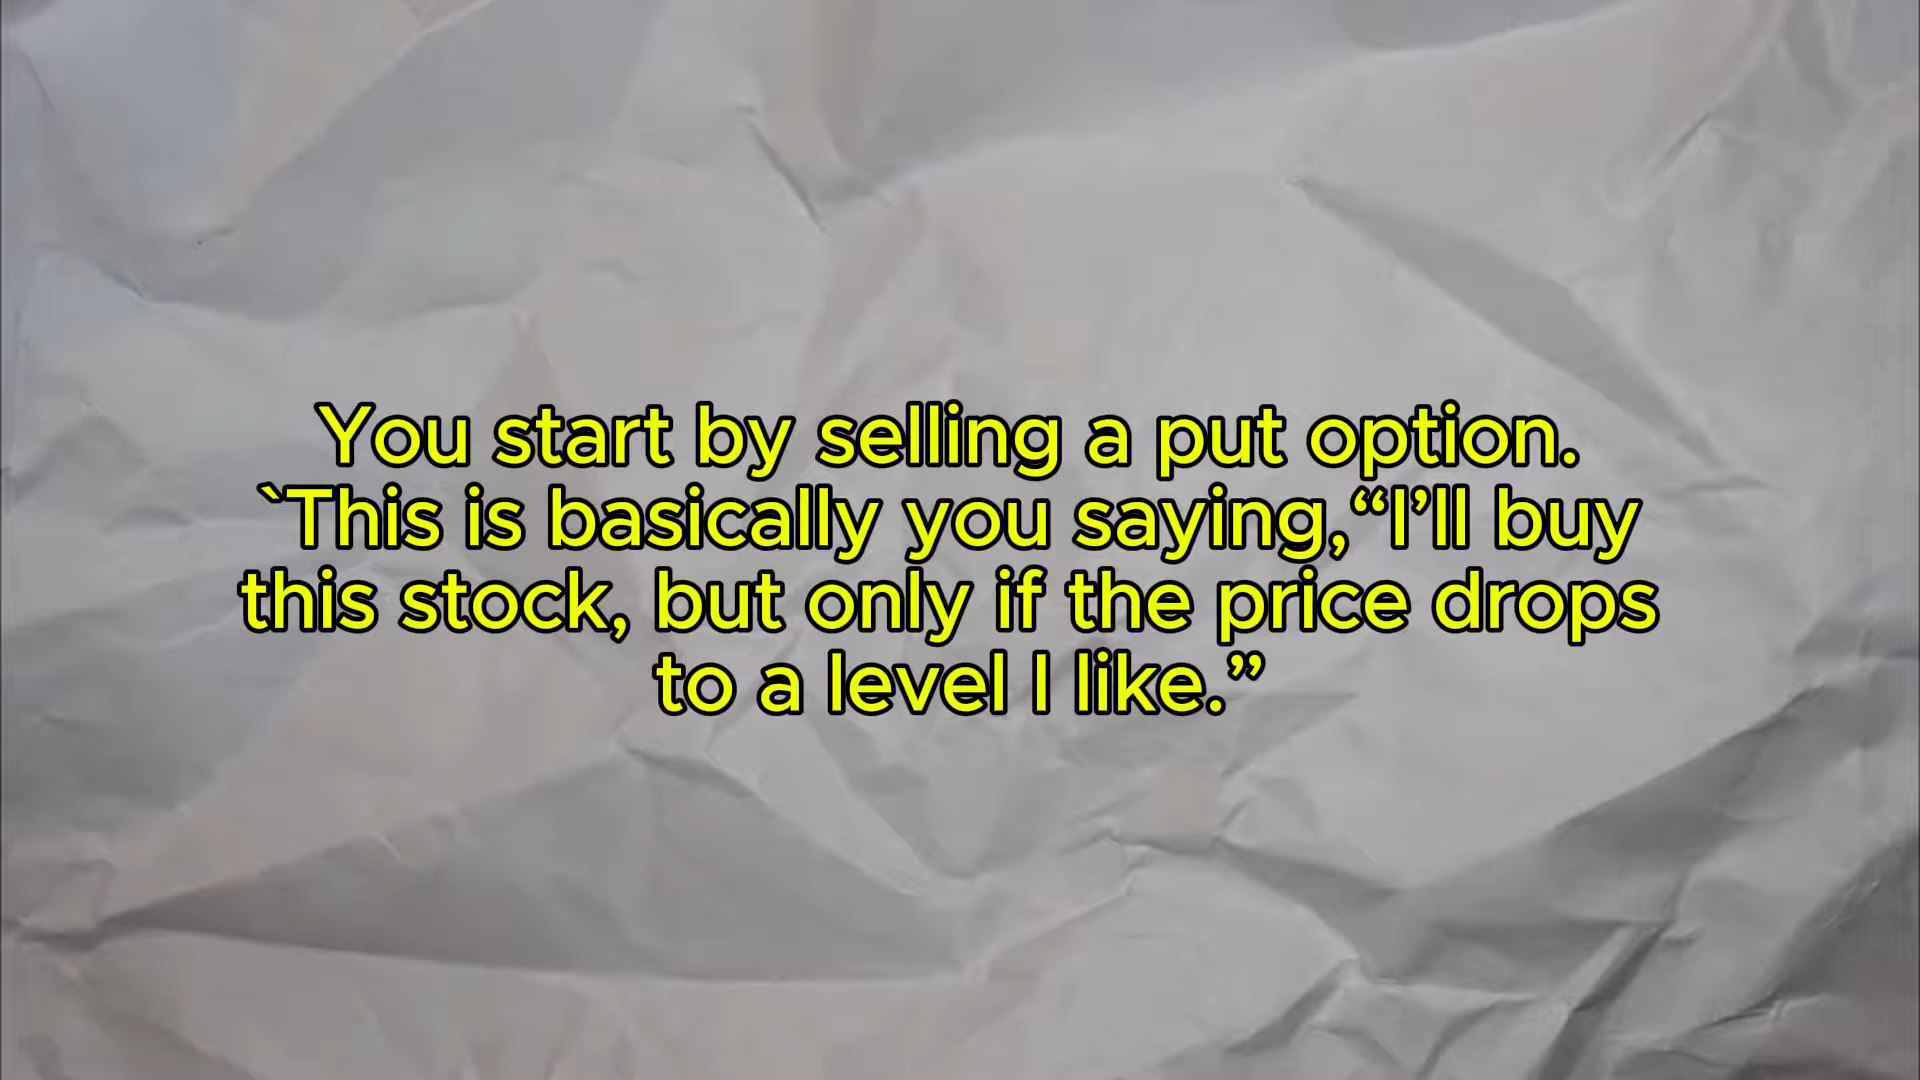 You start by selling a put option.
`This is basically you saying,“I’ll buy
this stock, but only if the price drops
to a level I like.”